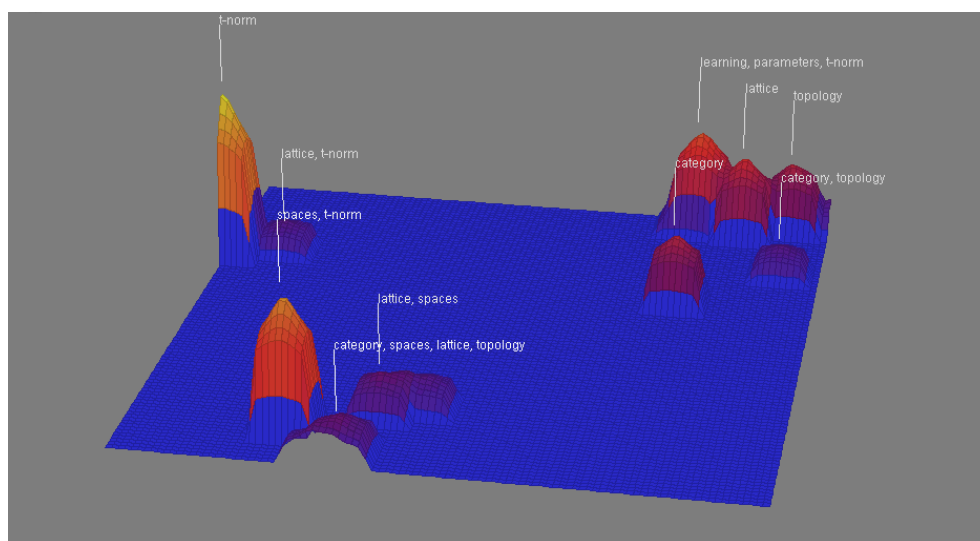 t-norm
learning, parameters, t-norm
lattice
topology
lattice, t-norm
category
category, topology
spaces, t-norm
lattice, spaces
category, spaces, lattice, topology